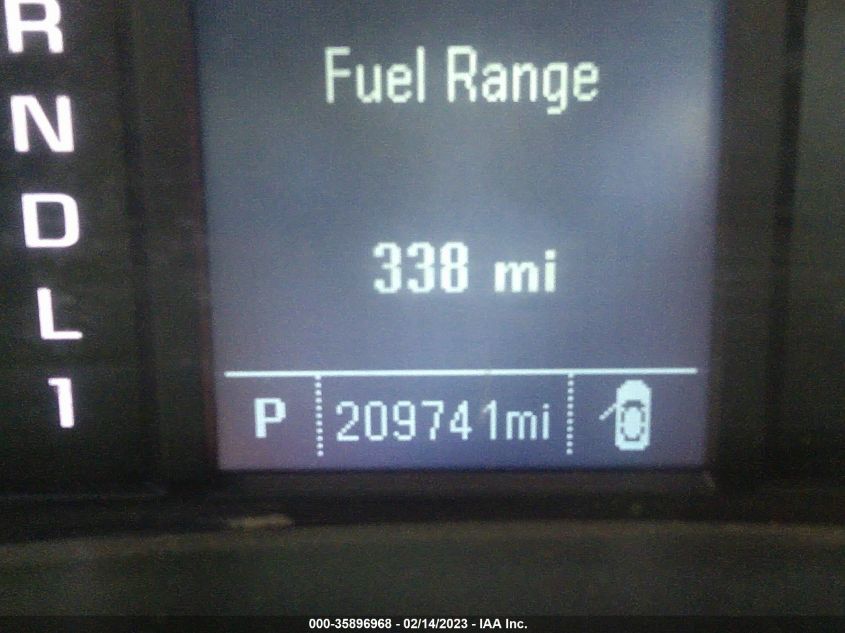 R
N
D
L
1
Fuel Range
338 mi
P 209741mi
000-35896968 - 02/14/2023 - IAA Inc.